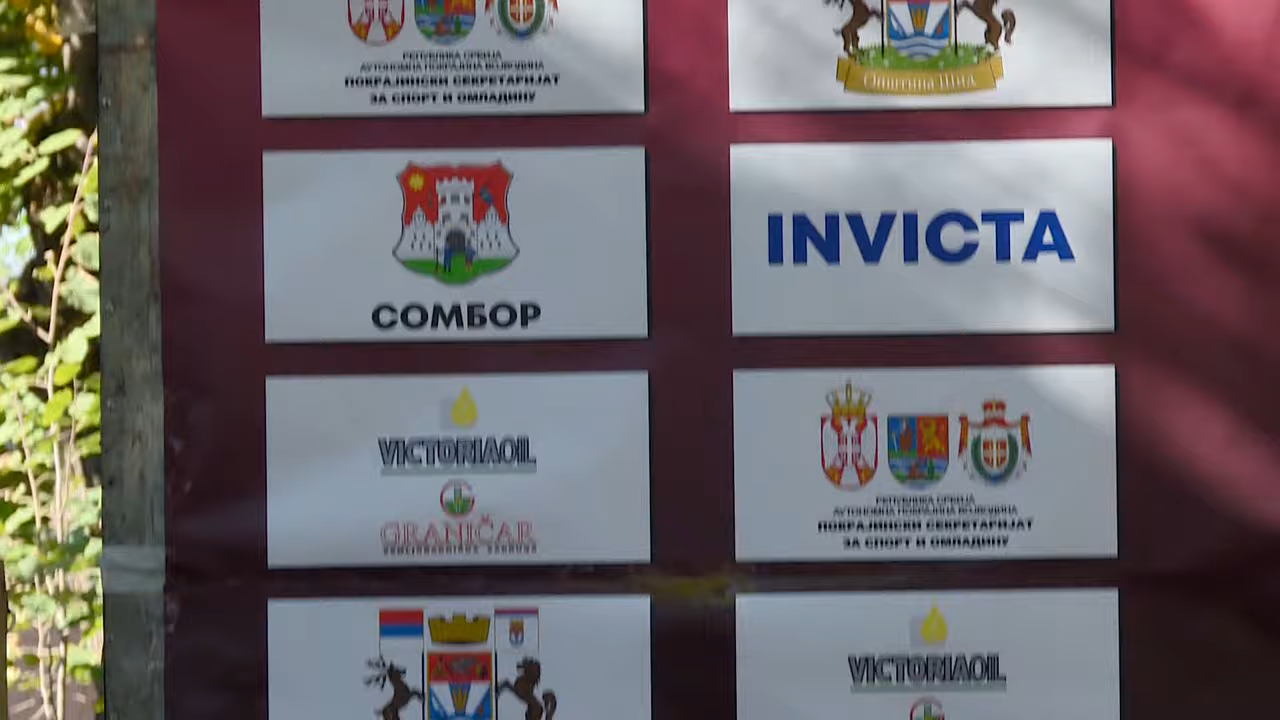 РЕПУБЛИКА СРБИЈА
АУТОНОМНА ПОКРАЈИНА ВОЈВОДИНА
ПОКРАЈИНСКИ СЕКРЕТАРИЈАТ
ЗА СПОРТ И ОМЛАДИНУ
Општина Шид
СОМБОР
INVICTA
VICTORIAOIL
GRANIČAR
РЕПУБЛИКА СРБИЈА
АУТОНОМНА ПОКРАЈИНА ВОЈВОДИНА
ПОКРАЈИНСКИ СЕКРЕТАРИЈАТ
ЗА СПОРТ И ОМЛАДИНУ
VICTORIAOIL